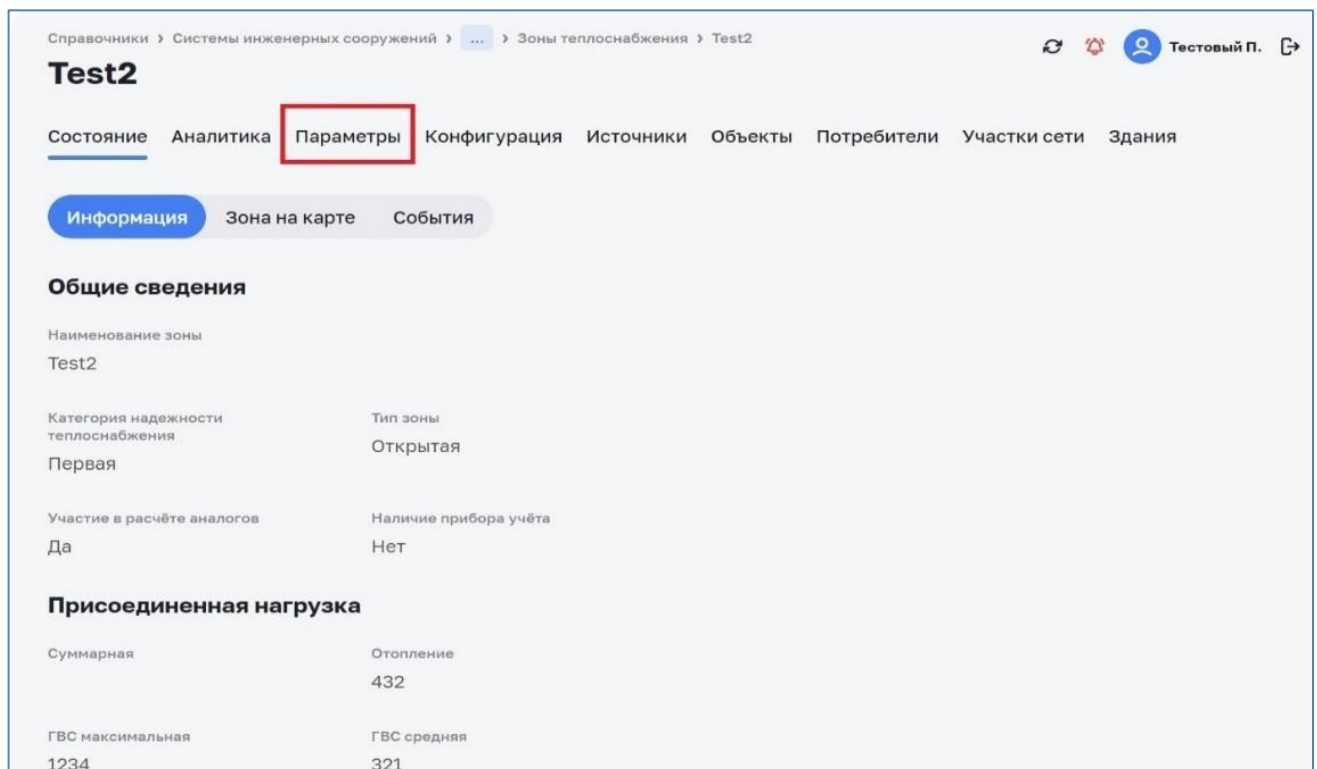 Справочники > Системы инженерных сооружений > ... > Зоны теплоснабжения > Test2
Тестовый П.
Test2
Состояние Аналитика Параметры Конфигурация Источники Объекты Потребители Участки сети Здания
Информация Зона на карте События
Общие сведения
Наименование зоны
Test2
Категория надежности
теплоснабжения
Тип зоны
Первая
Открытая
Участие в расчёте аналогов Наличие прибора учёта
Да Нет
Присоединенная нагрузка
Суммарная Отопление
432
ГВС максимальная ГВС средняя
1234 321